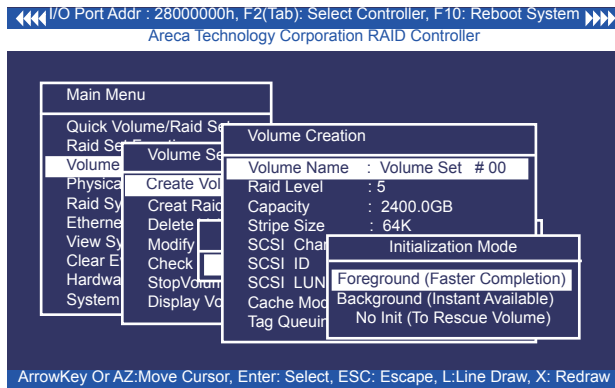 I/O Port Addr : 28000000h, F2(Tab): Select Controller, F10: Reboot System
Areca Technology Corporation RAID Controller
Main Menu
Quick Volume/Raid Se
Raid Se
Volume
Physica
Raid Sy
Etherne
View Sy
Clear E
Hardwa
System
Volume Se
Create Vol
Creat Raid
Delete
Modify
Check
StopVolum
Display Vo
Volume Creation
Volume Name : Volume Set # 00
Raid Level : 5
Capacity : 2400.0GB
Stripe Size : 64K
SCSI Chan
SCSI ID
SCSI LUN
Cache Mod
Tag Queuin
Initialization Mode
Foreground (Faster Completion)
Background (Instant Available)
No Init (To Rescue Volume)
ArrowKey Or AZ:Move Cursor, Enter: Select, ESC: Escape, L:Line Draw, X: Redraw